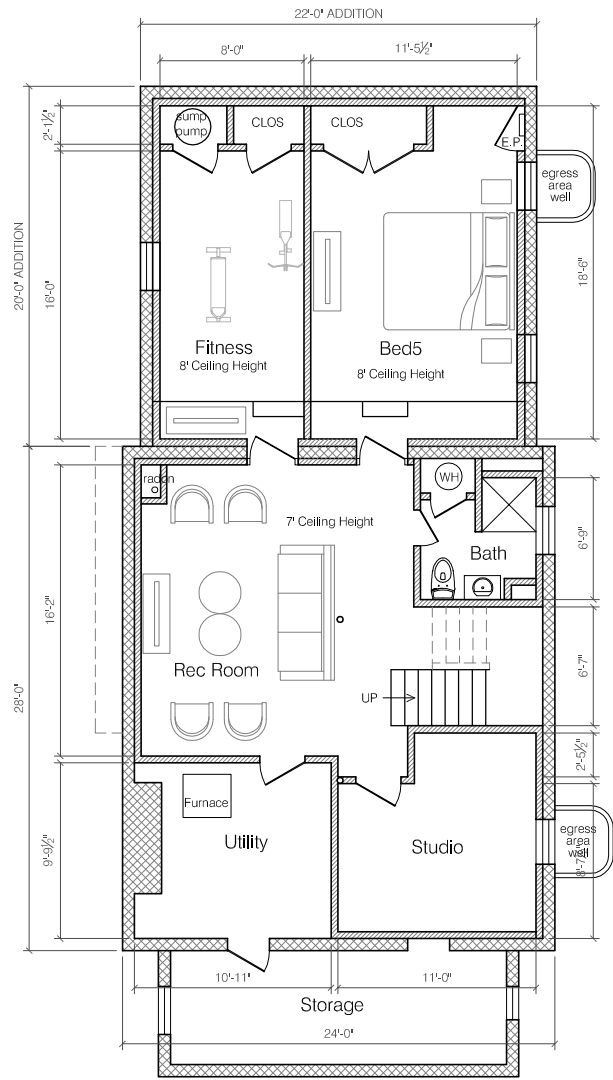 22'-0" ADDITION
8'-0"
11'-5½"
2'-1½"
sump
pump
CLOS
CLOS
E.P.
egress
area
well
20'-0" ADDITION
16'-0"
18'-6"
Fitness
8' Ceiling Height
Bed5
8' Ceiling Height
radon
WH
7' Ceiling Height
Bath
6'-9"
16'-2"
Rec Room
UP
6'-7"
28'-0"
2'-5½"
Furnace
Utility
Studio
egress
area
well
9'-9½"
10'-11"
11'-0"
Storage
24'-0"